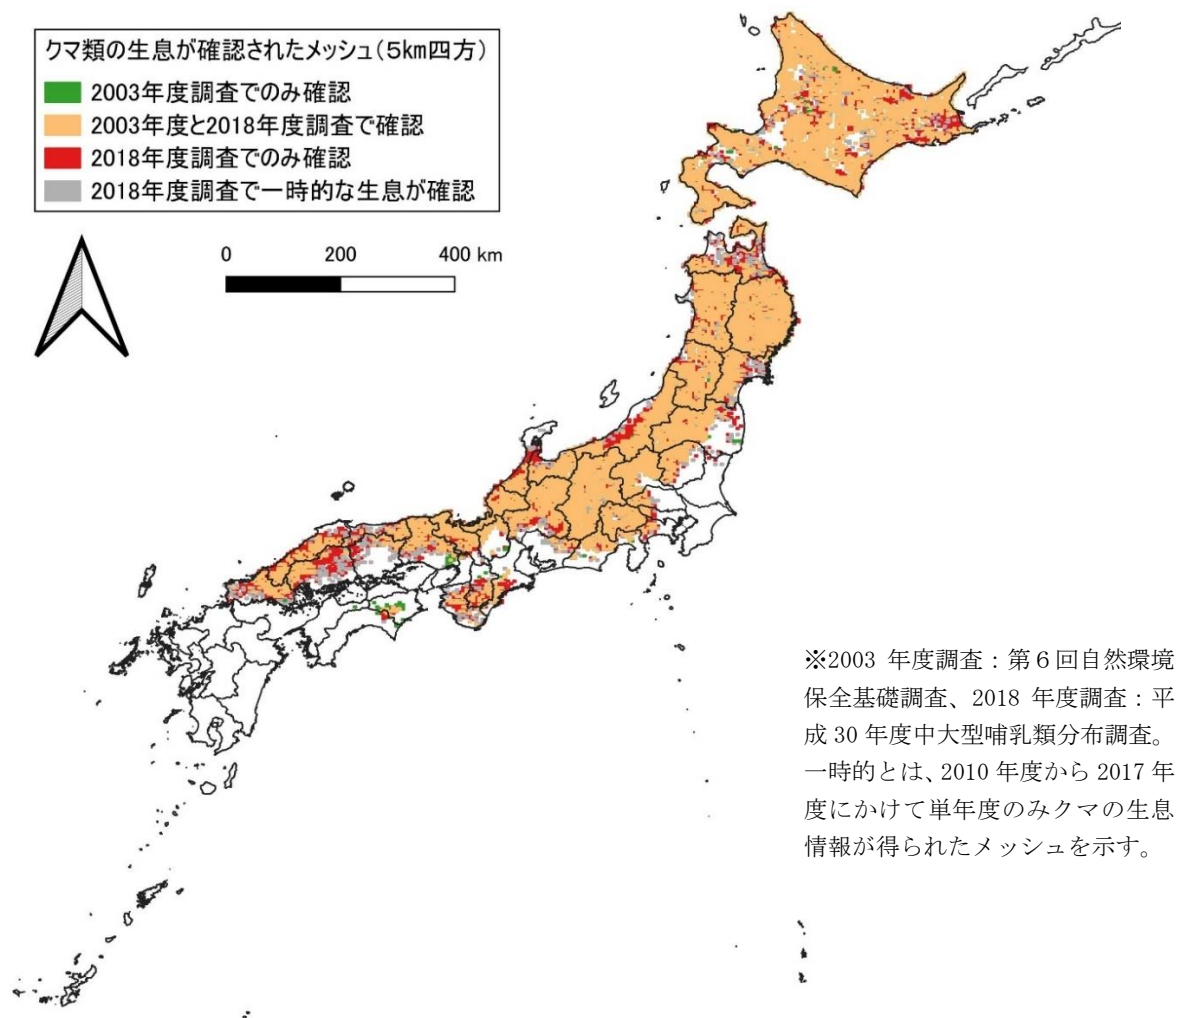 クマ類の生息が確認されたメッシュ(5km四方)
2003年度調査でのみ確認
2003年度と2018年度調査で確認
2018年度調査でのみ確認
2018年度調査で一時的な生息が確認
0 200 400 km
※2003 年度調査：第６回自然環境
保全基礎調査、2018 年度調査：平
成 30 年度中大型哺乳類分布調査。
一時的とは、2010 年度から 2017 年
度にかけて単年度のみクマの生息
情報が得られたメッシュを示す。